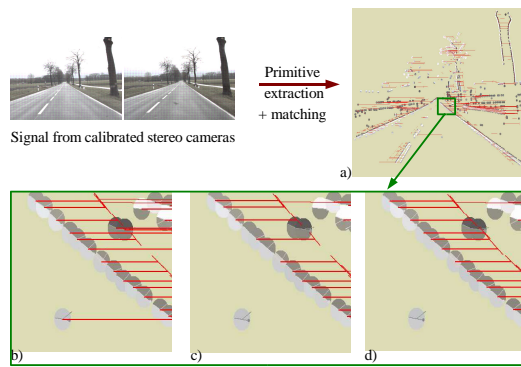 Primitive
extraction
+ matching
Signal from calibrated stereo cameras
a)
b)
c)
d)